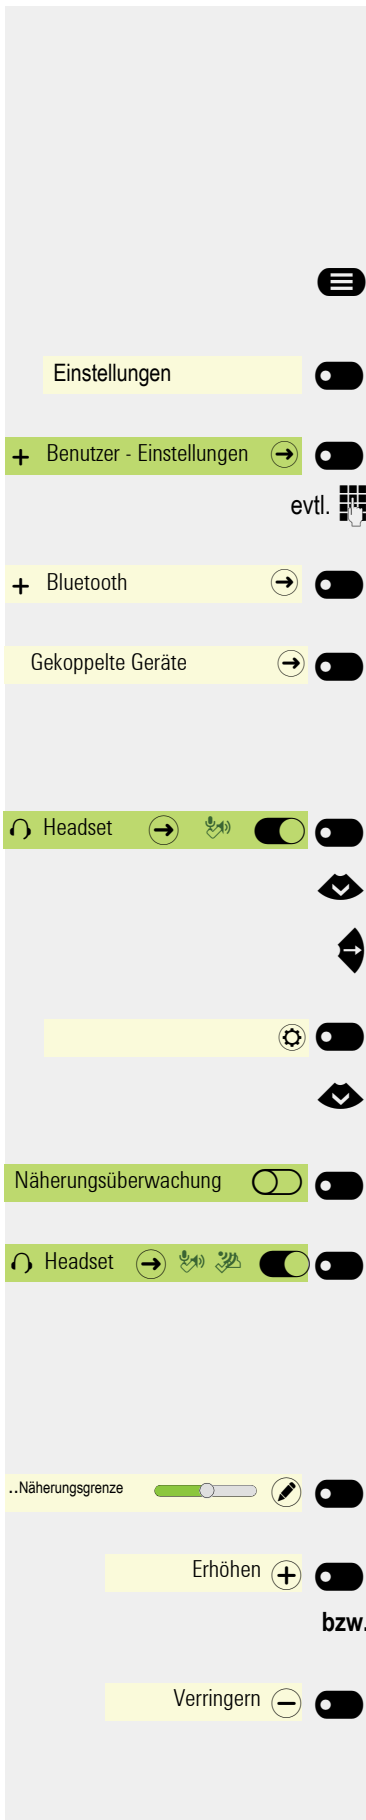 Einstellungen
+ Benutzer - Einstellungen
evtl.
+ Bluetooth
Gekoppelte Geräte
Headset
Näherungsüberwachung
Headset
..Näherungsgrenze
Erhöhen
bzw.
Verringern